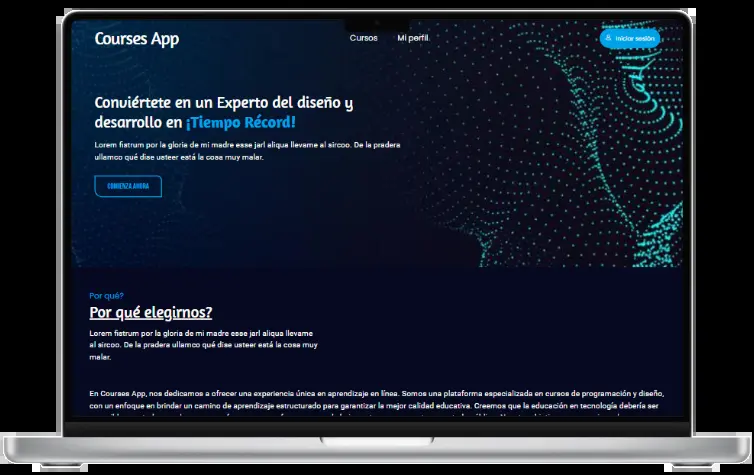 Courses App
Cursos
Mi perfil
Iniciar sesión
Conviértete en un Experto del diseño y
desarrollo en ¡Tiempo Récord!
Lorem fistrum por la gloria de mi madre esse jarl aliqua llevame al sircoo. De la pradera
ullamco qué dise usteer está la cosa muy malar.
COMIENZA AHORA
Por qué?
Por qué elegirnos?
Lorem fistrum por la gloria de mi madre esse jarl aliqua llevame
al sircoo. De la pradera ullamco qué dise usteer está la cosa muy
malar.
En Courses App, nos dedicamos a ofrecer una experiencia única en aprendizaje en línea. Somos una plataforma especializada en cursos de programación y diseño,
con un enfoque en brindar un camino de aprendizaje estructurado para garantizar la mejor calidad educativa. Creemos que la educación en tecnología debería ser